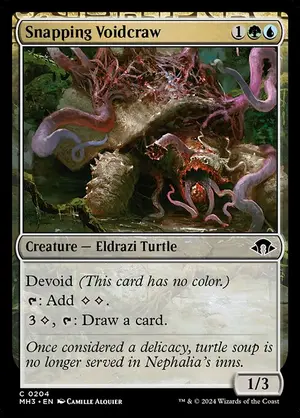 Snapping Voidcraw 1
Creature — Eldrazi Turtle
Devoid (This card has no color.)
: Add .
3 , : Draw a card.
Once considered a delicacy, turtle soup is
no longer served in Nephalia's inns.
1/3
C 0204
MH3 • EN Camille Alquier
™ & © 2024 Wizards of the Coast